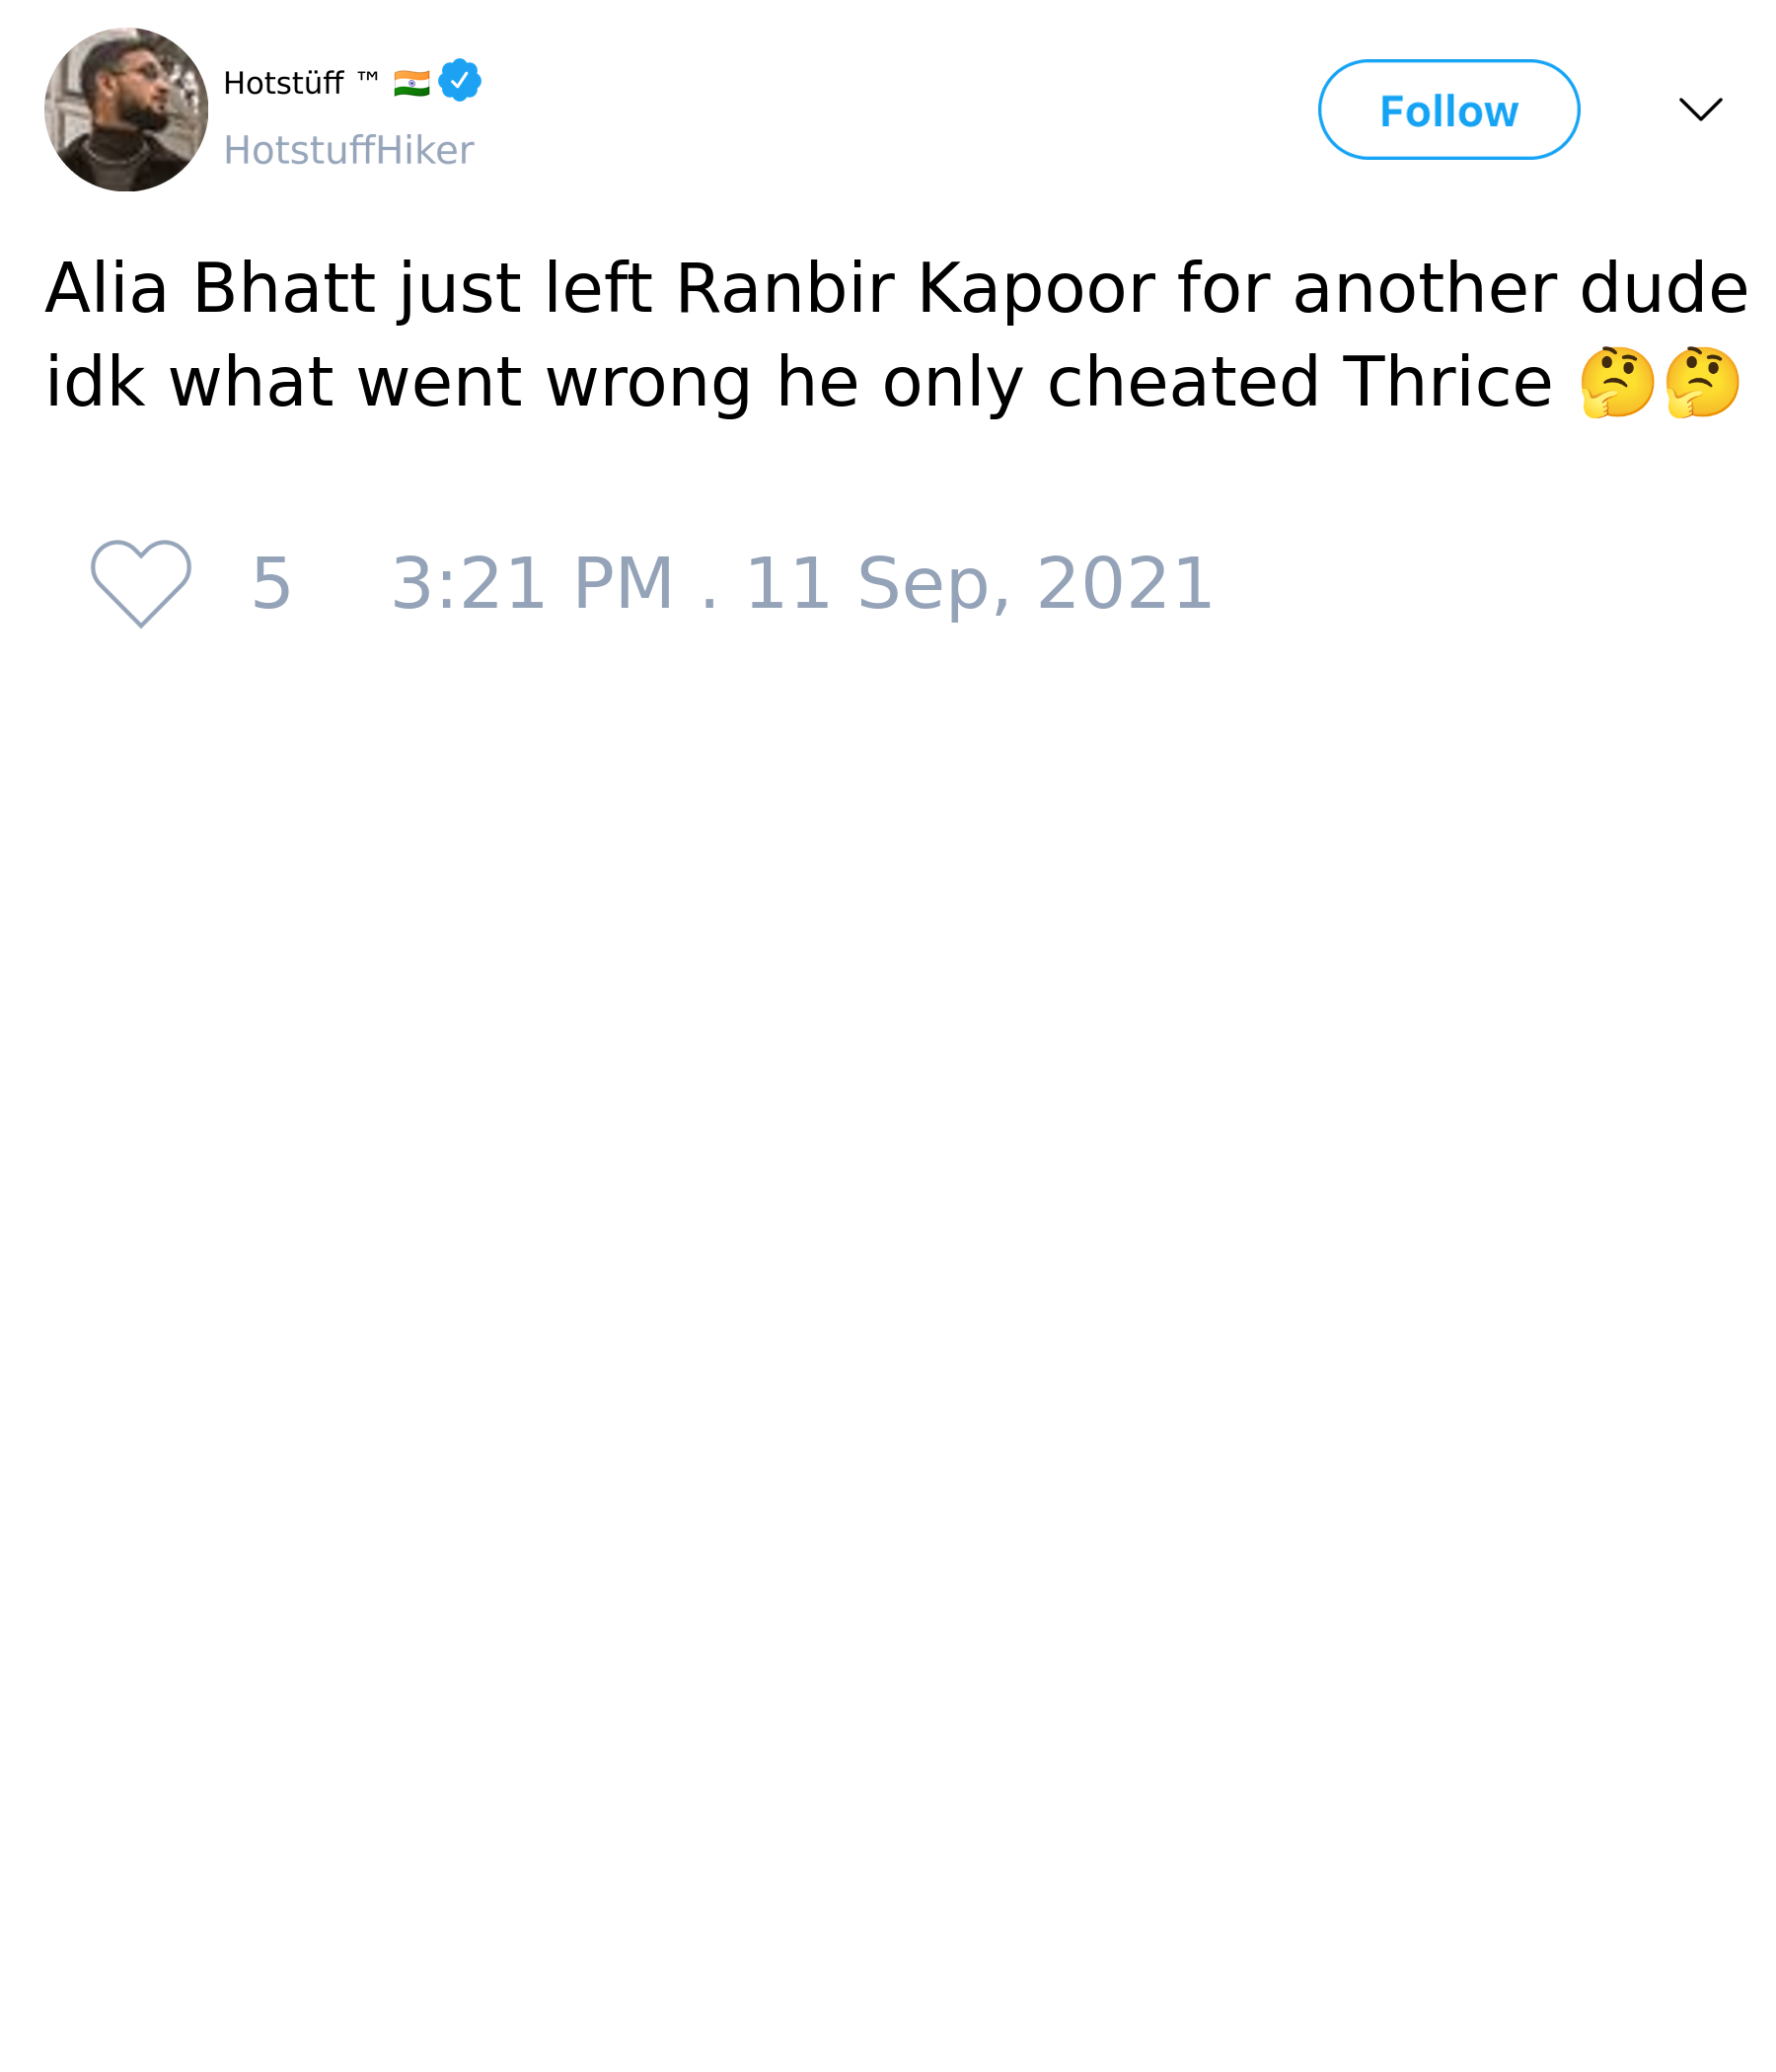 Hotstüff ™ 🇮🇳
HotstuffHiker
Follow
Alia Bhatt just left Ranbir Kapoor for another dude
idk what went wrong he only cheated Thrice 🤔🤔
5 3:21 PM . 11 Sep, 2021